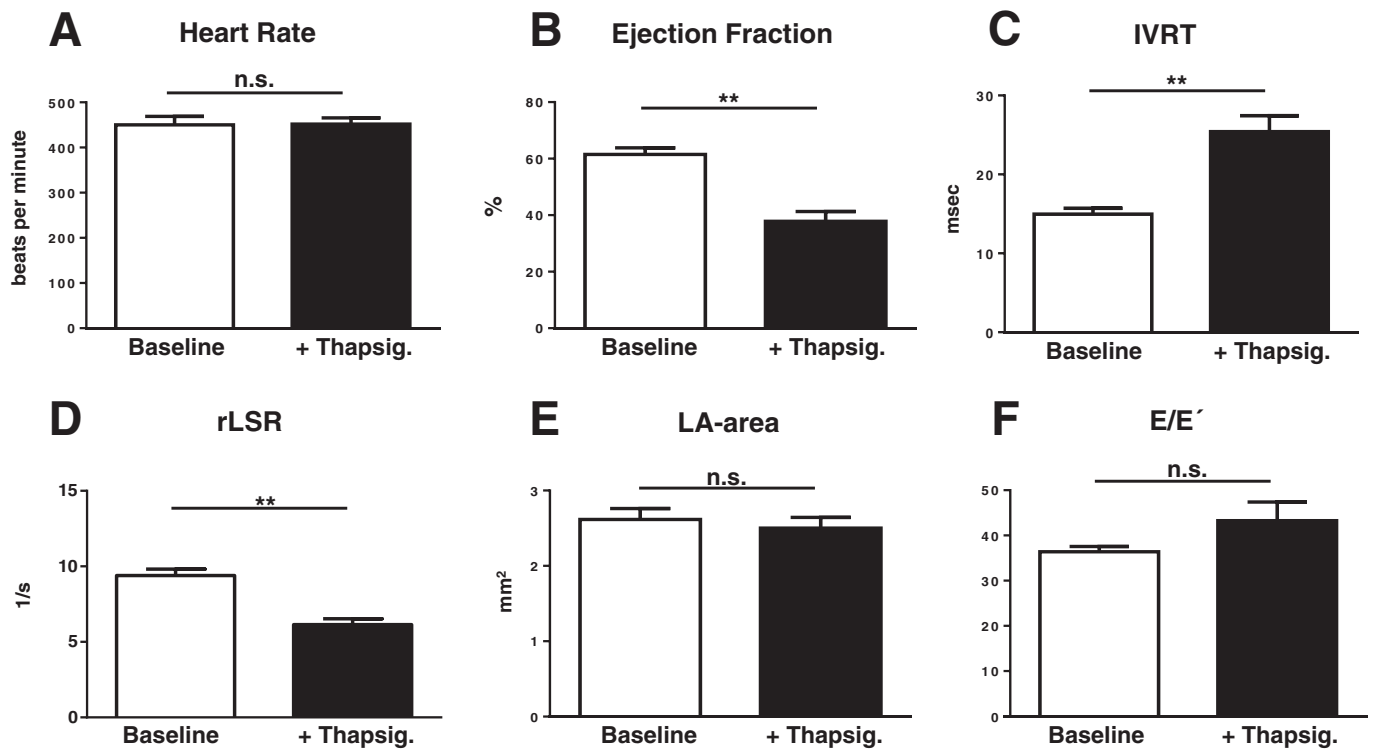 A Heart Rate
n.s.
beats per minute
500
400
300
200
100
0
Baseline + Thapsig.
B Ejection Fraction
**
%
80
60
40
20
0
Baseline + Thapsig.
C IVRT
**
msec
30
20
10
0
Baseline + Thapsig.
D rLSR
**
1/s
15
10
5
0
Baseline + Thapsig.
E LA-area
n.s.
mm²
3
2
1
0
Baseline + Thapsig.
F E/E´
n.s.
50
40
30
20
10
0
Baseline + Thapsig.